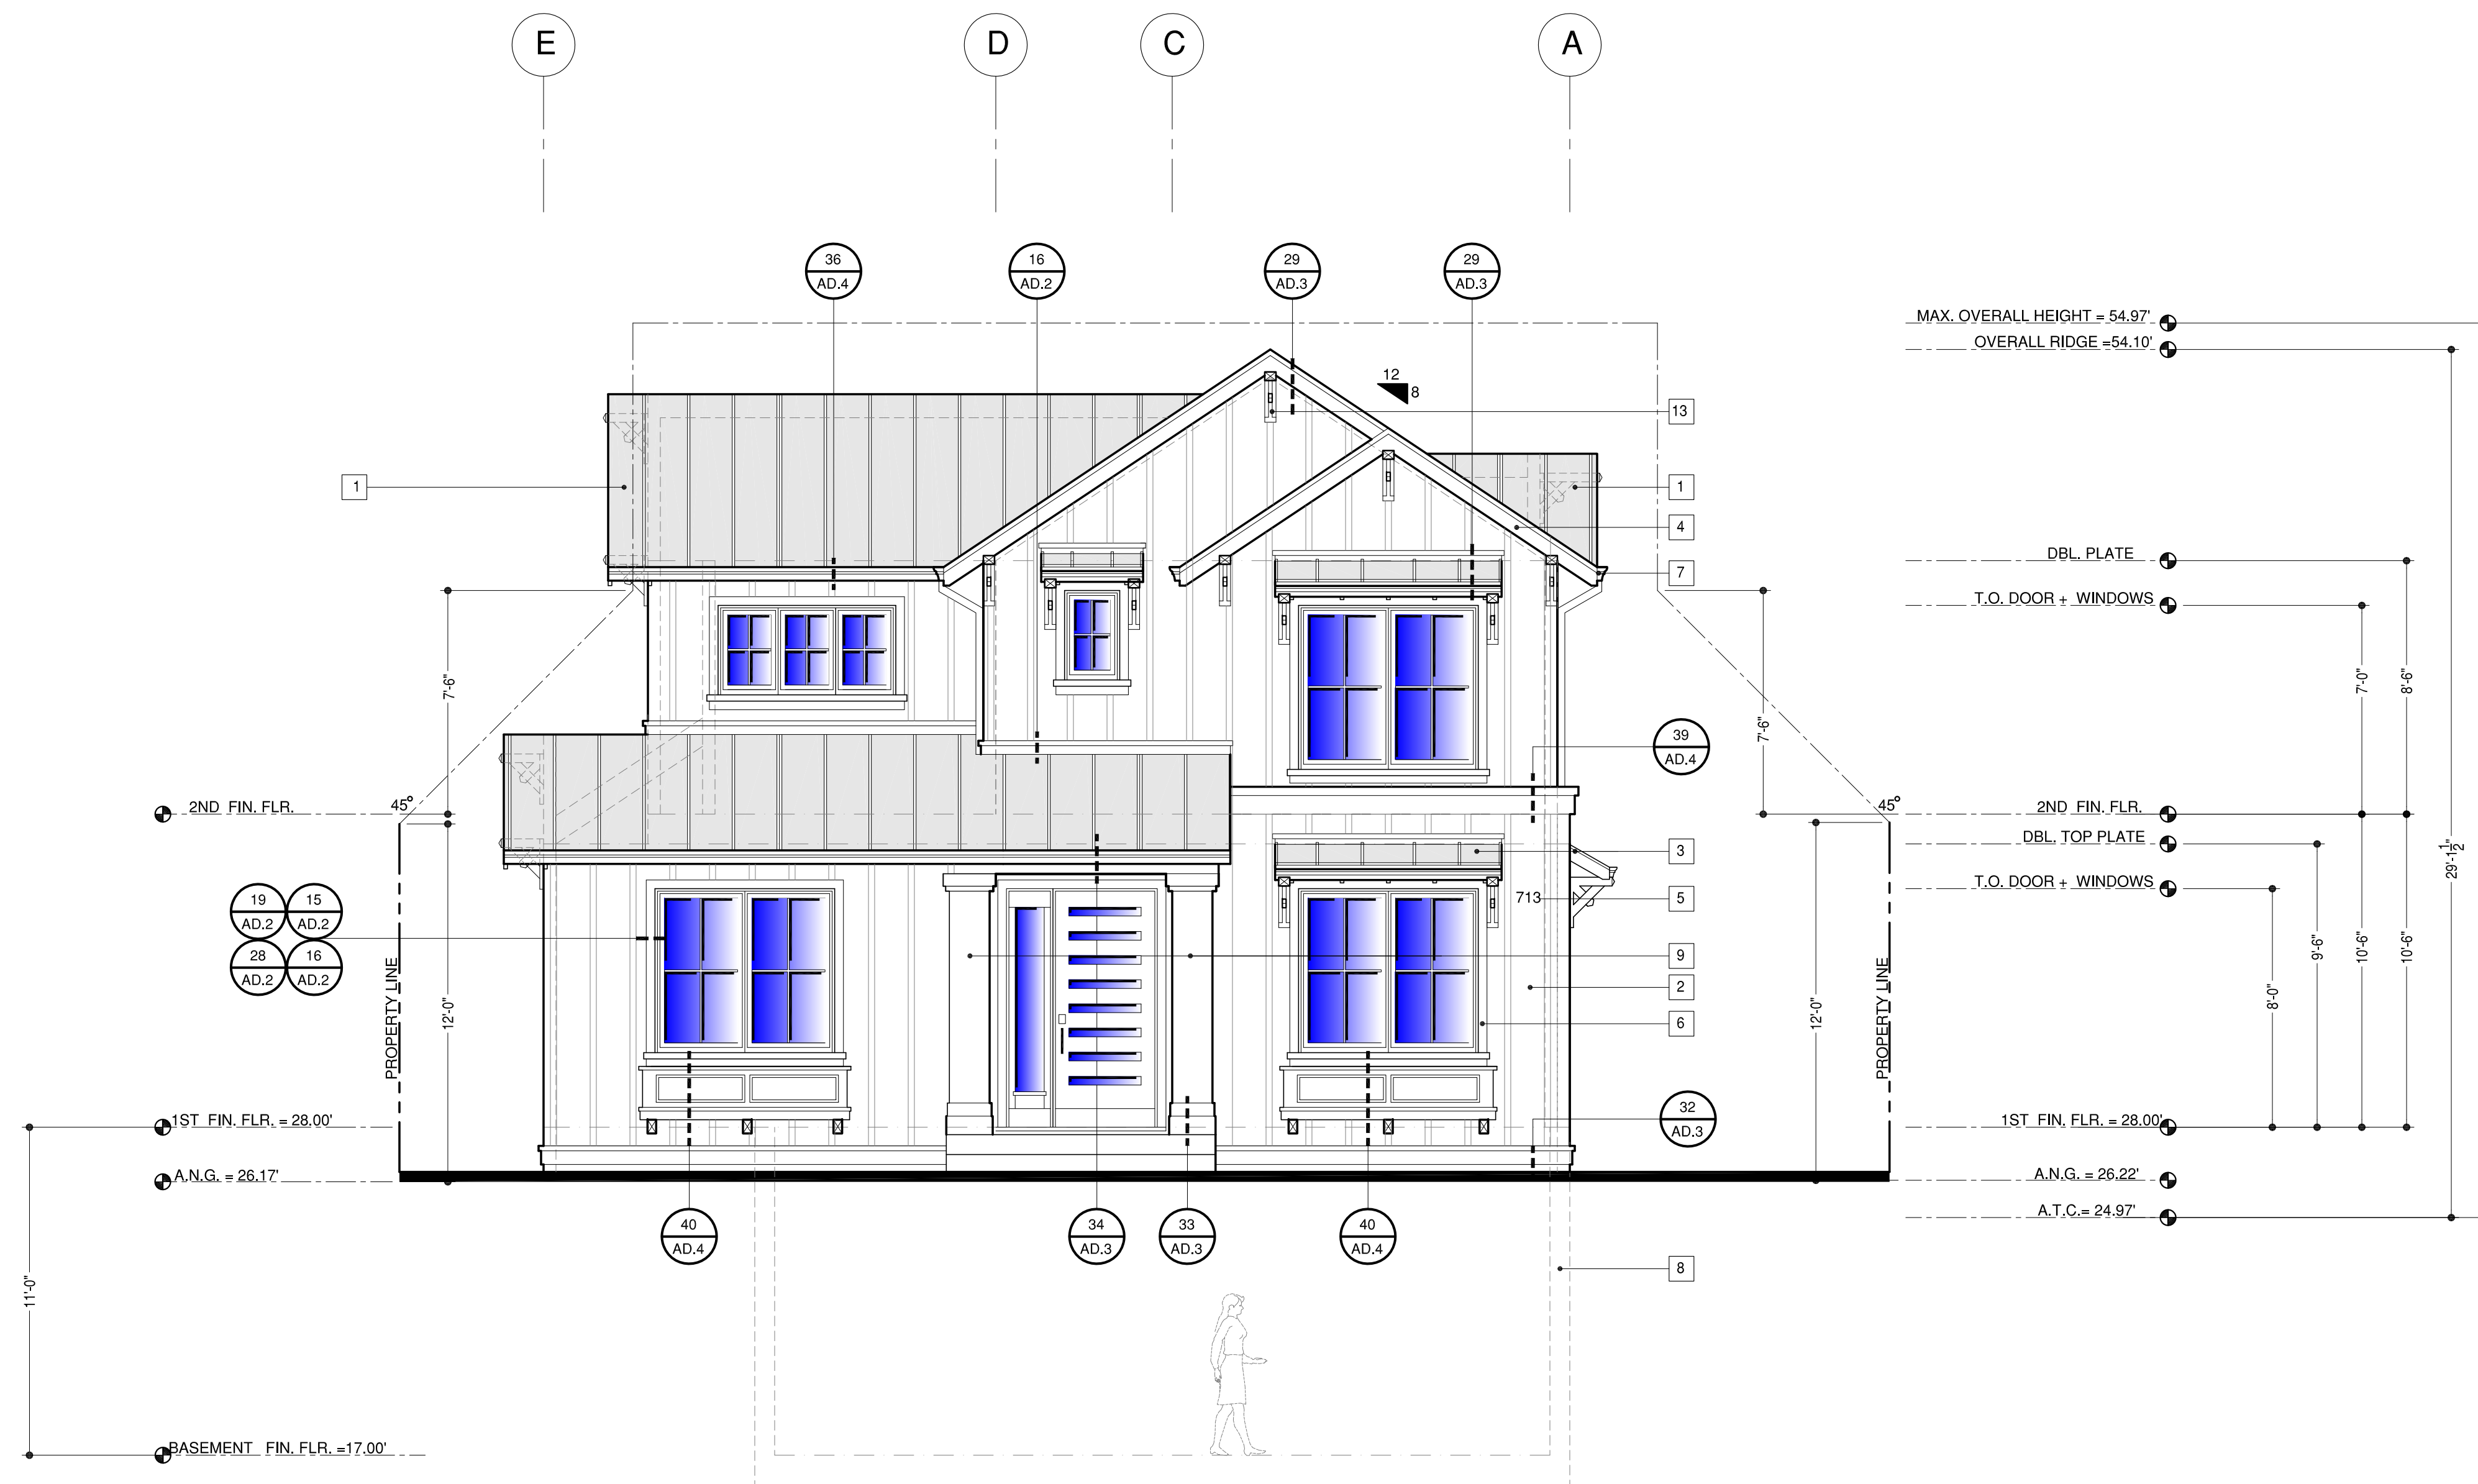 E D C A
36 16 29 29
AD.4 AD.2 AD.3 AD.3
MAX. OVERALL HEIGHT = 54.97'
OVERALL RIDGE =54.10'
12
8
13
1 1
4
DBL. PLATE
7
T.O. DOOR + WINDOWS
7'-6" 7'-6" 7'-0" 8'-6"
39
AD.4
2ND FIN. FLR. 45° 45° 2ND FIN. FLR.
DBL. TOP PLATE
3
29'-1 1/2"
T.O. DOOR + WINDOWS
713 5
19 15
AD.2 AD.2
28 16
AD.2 AD.2
9
9'-6" 10'-6" 10'-6"
2
8'-0"
PROPERTY LINE 12'-0" 12'-0" PROPERTY LINE
6
1ST FIN. FLR. = 28.00' 1ST FIN. FLR. = 28.00'
32
AD.3
A.N.G. = 26.17' A.N.G. = 26.22'
A.T.C.= 24.97'
40 34 33 40
AD.4 AD.3 AD.3 AD.4
8
11'-0"
BASEMENT FIN. FLR. =17.00'